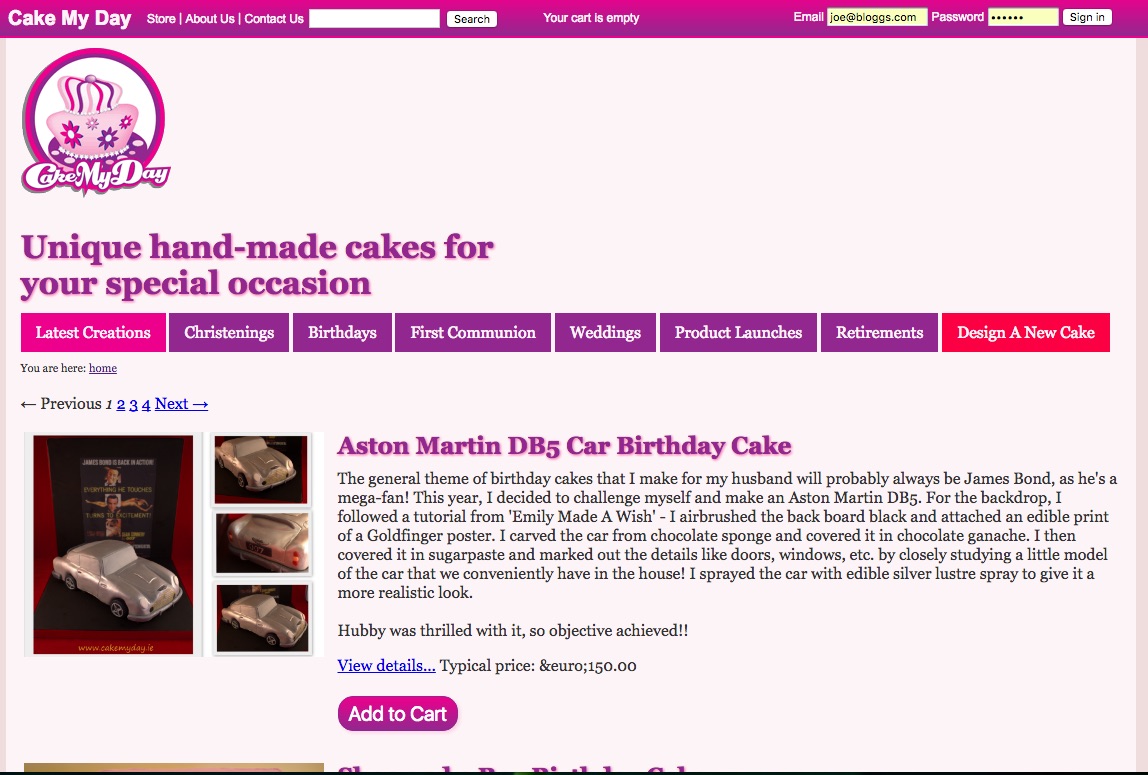 Cake My Day Store | About Us | Contact Us Search Your cart is empty Email joe@bloggs.com Password •••••• Sign in
CakeMyDay
Unique hand-made cakes for
your special occasion
Latest Creations Christenings Birthdays First Communion Weddings Product Launches Retirements Design A New Cake
You are here: home
← Previous 1 2 3 4 Next →
JAMES BOND IS BACK IN ACTION!
EVERYTHING HE TOUCHES
TURNS TO EXCITEMENT!
www.cakemyday.ie
Aston Martin DB5 Car Birthday Cake
The general theme of birthday cakes that I make for my husband will probably always be James Bond, as he's a
mega-fan! This year, I decided to challenge myself and make an Aston Martin DB5. For the backdrop, I
followed a tutorial from 'Emily Made A Wish' - I airbrushed the back board black and attached an edible print
of a Goldfinger poster. I carved the car from chocolate sponge and covered it in chocolate ganache. I then
covered it in sugarpaste and marked out the details like doors, windows, etc. by closely studying a little model
of the car that we conveniently have in the house! I sprayed the car with edible silver lustre spray to give it a
more realistic look.
Hubby was thrilled with it, so objective achieved!!
View details... Typical price: &euro;150.00
Add to Cart